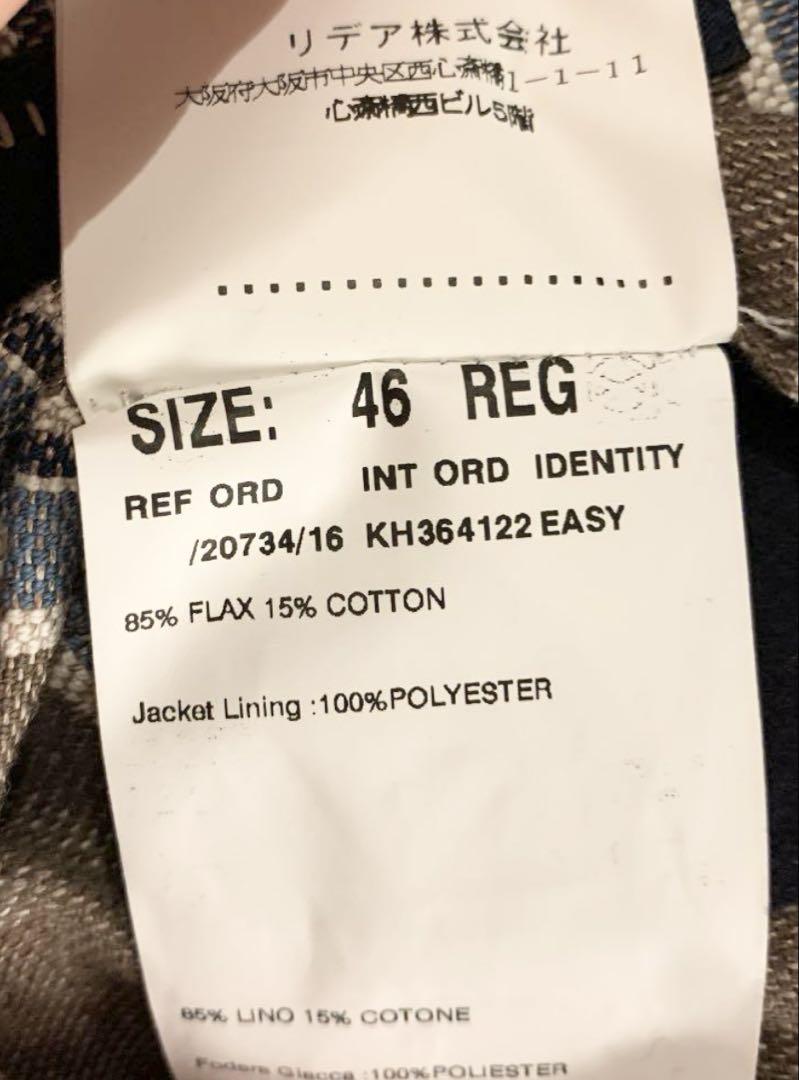 リデア株式会社
大阪府大阪市中央区西心斎橋1-1-11
心斎橋西ビル5階
SIZE: 46 REG
REF ORD INT ORD IDENTITY
/20734/16 KH364122 EASY
85% FLAX 15% COTTON
Jacket Lining :100%POLYESTER
85% LINO 15% COTONE
Fodera Giacca :100%POLIESTER